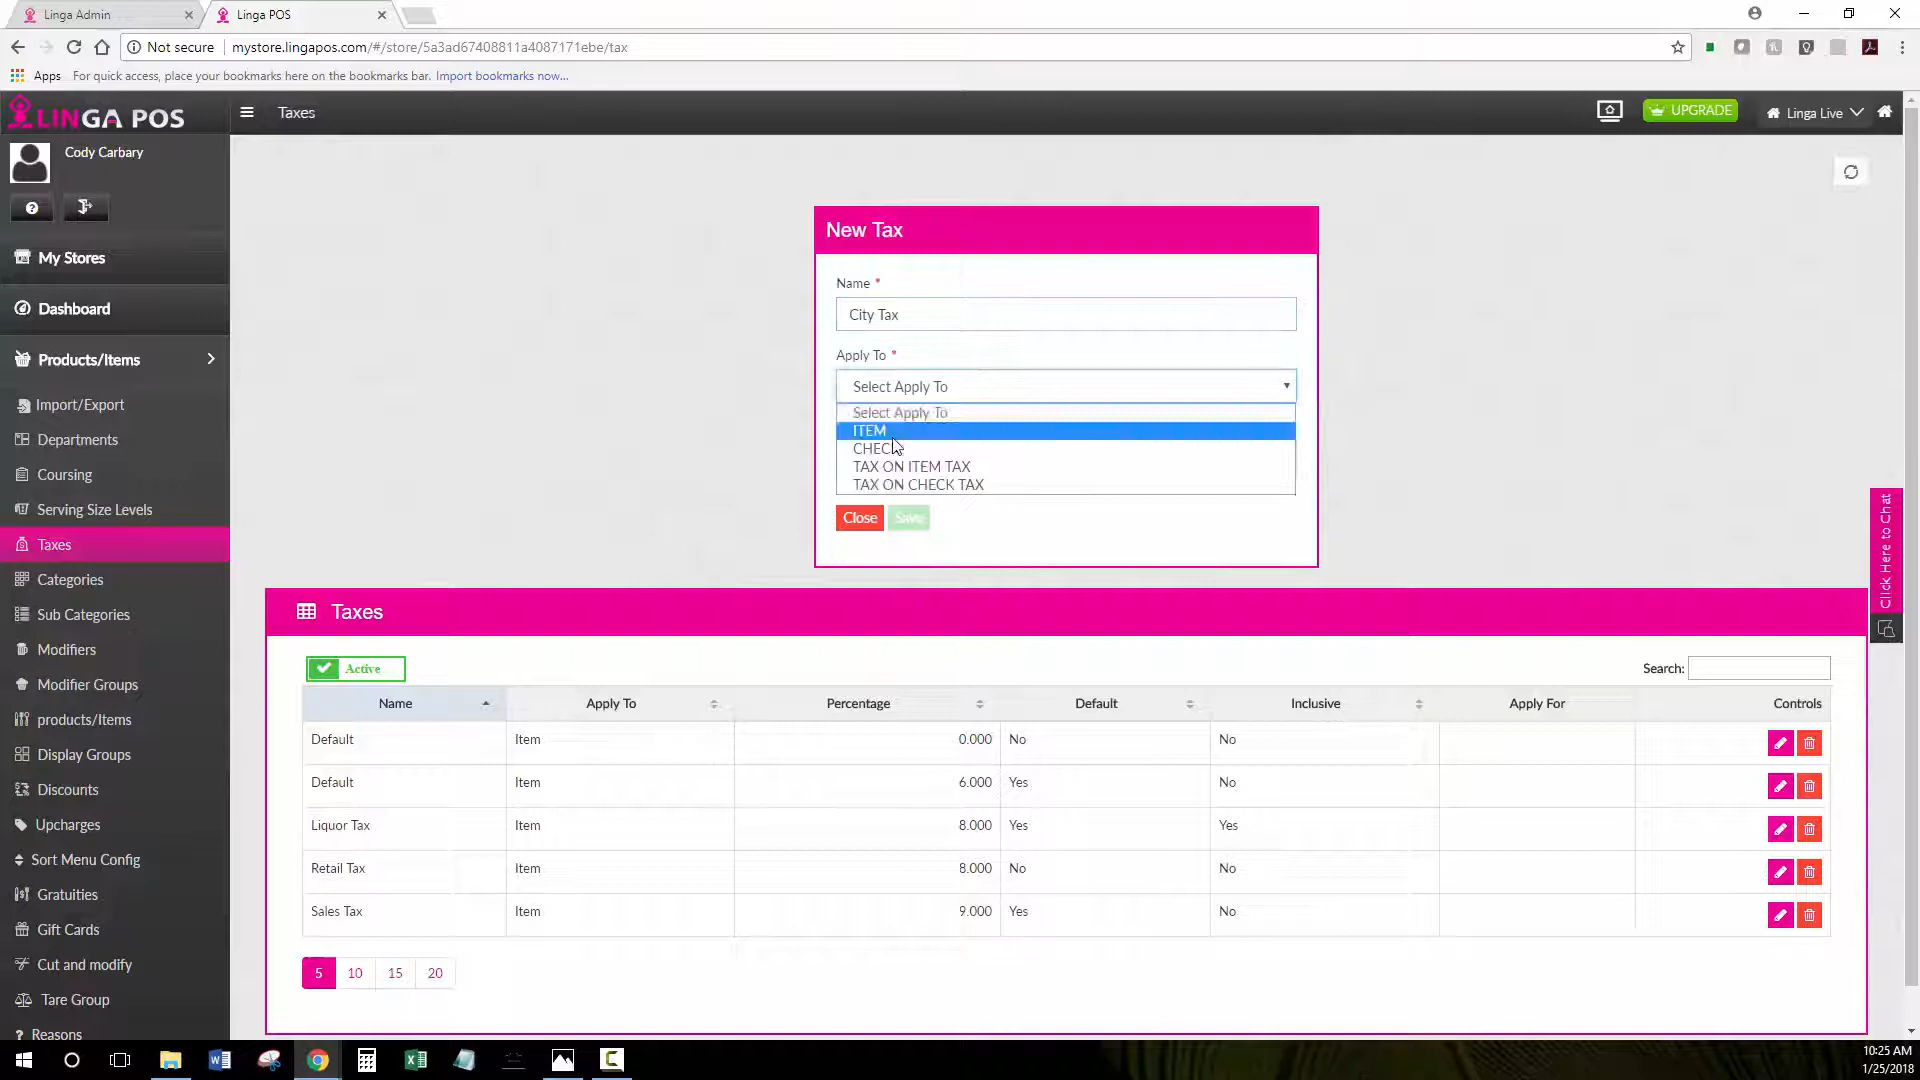 Linga Admin
Linga POS
Not secure mystore.lingapos.com/#/store/5a3ad67408811a4087171ebe/tax
Apps For quick access, place your bookmarks here on the bookmarks bar. Import bookmarks now...
LINGA POS
Taxes
UPGRADE
Linga Live
Cody Carbary
My Stores
Dashboard
Products/Items
Import/Export
Departments
Coursing
Serving Size Levels
Taxes
Categories
Sub Categories
Modifiers
Modifier Groups
products/Items
Display Groups
Discounts
Upcharges
Sort Menu Config
Gratuities
Gift Cards
Cut and modify
Tare Group
Reasons
New Tax
Name *
City Tax
Apply To *
Select Apply To
Select Apply To
ITEM
CHECK
TAX ON ITEM TAX
TAX ON CHECK TAX
Close Save
Click Here to Chat
Taxes
Active
Search:
Name Apply To Percentage Default Inclusive Apply For Controls
Default Item 0.000 No No
Default Item 6.000 Yes No
Liquor Tax Item 8.000 Yes Yes
Retail Tax Item 8.000 No No
Sales Tax Item 9.000 Yes No
5 10 15 20
10:25 AM
1/25/2018